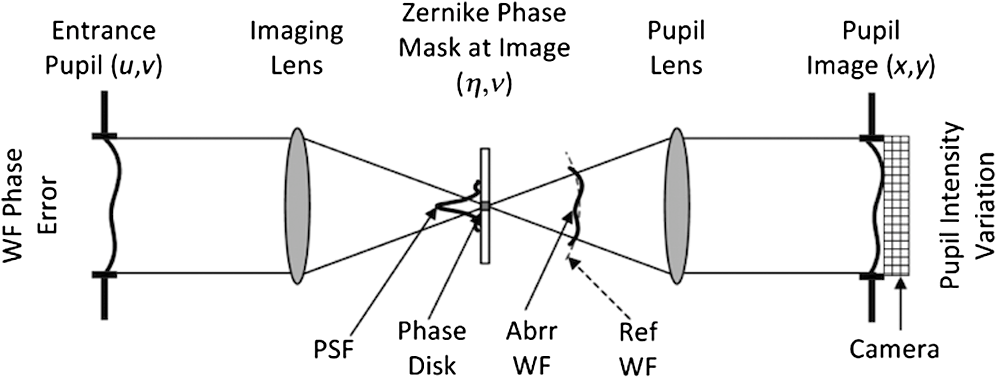 Entrance
Pupil (u,v)
Imaging
Lens
Zernike Phase
Mask at Image
(η,ν)
Pupil
Lens
Pupil
Image (x,y)
WF Phase
Error
Pupil Intensity
Variation
PSF
Phase
Disk
Abrr
WF
Ref
WF
Camera